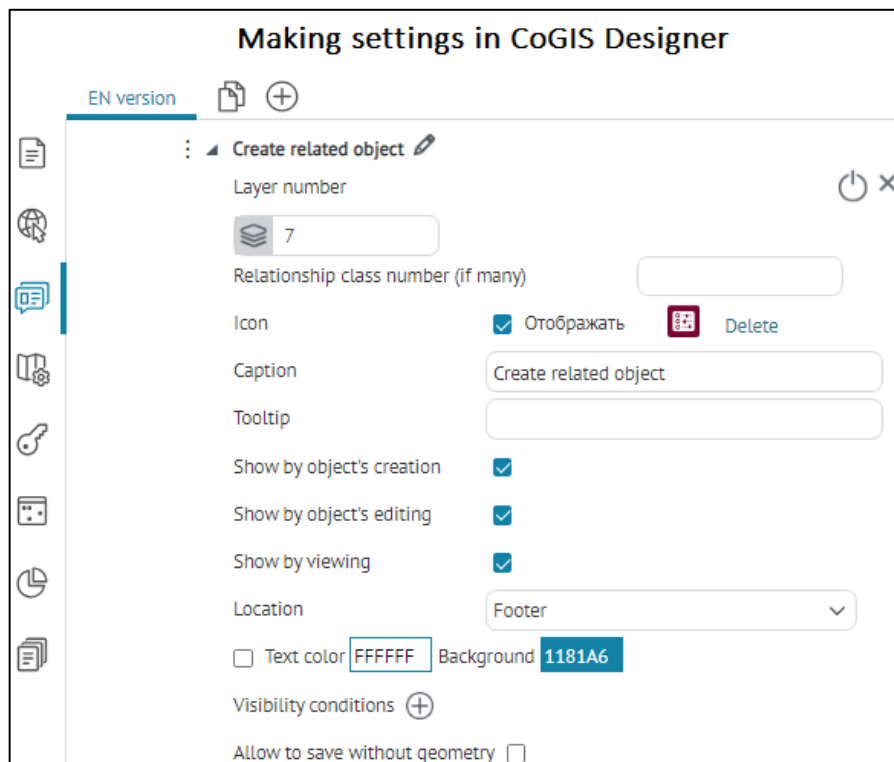 Making settings in CoGIS Designer
EN version
Create related object
Layer number
7
Relationship class number (if many)
Icon Отображать Delete
Caption Create related object
Tooltip
Show by object's creation
Show by object's editing
Show by viewing
Location Footer
Text color FFFFFF Background 1181A6
Visibility conditions
Allow to save without geometry